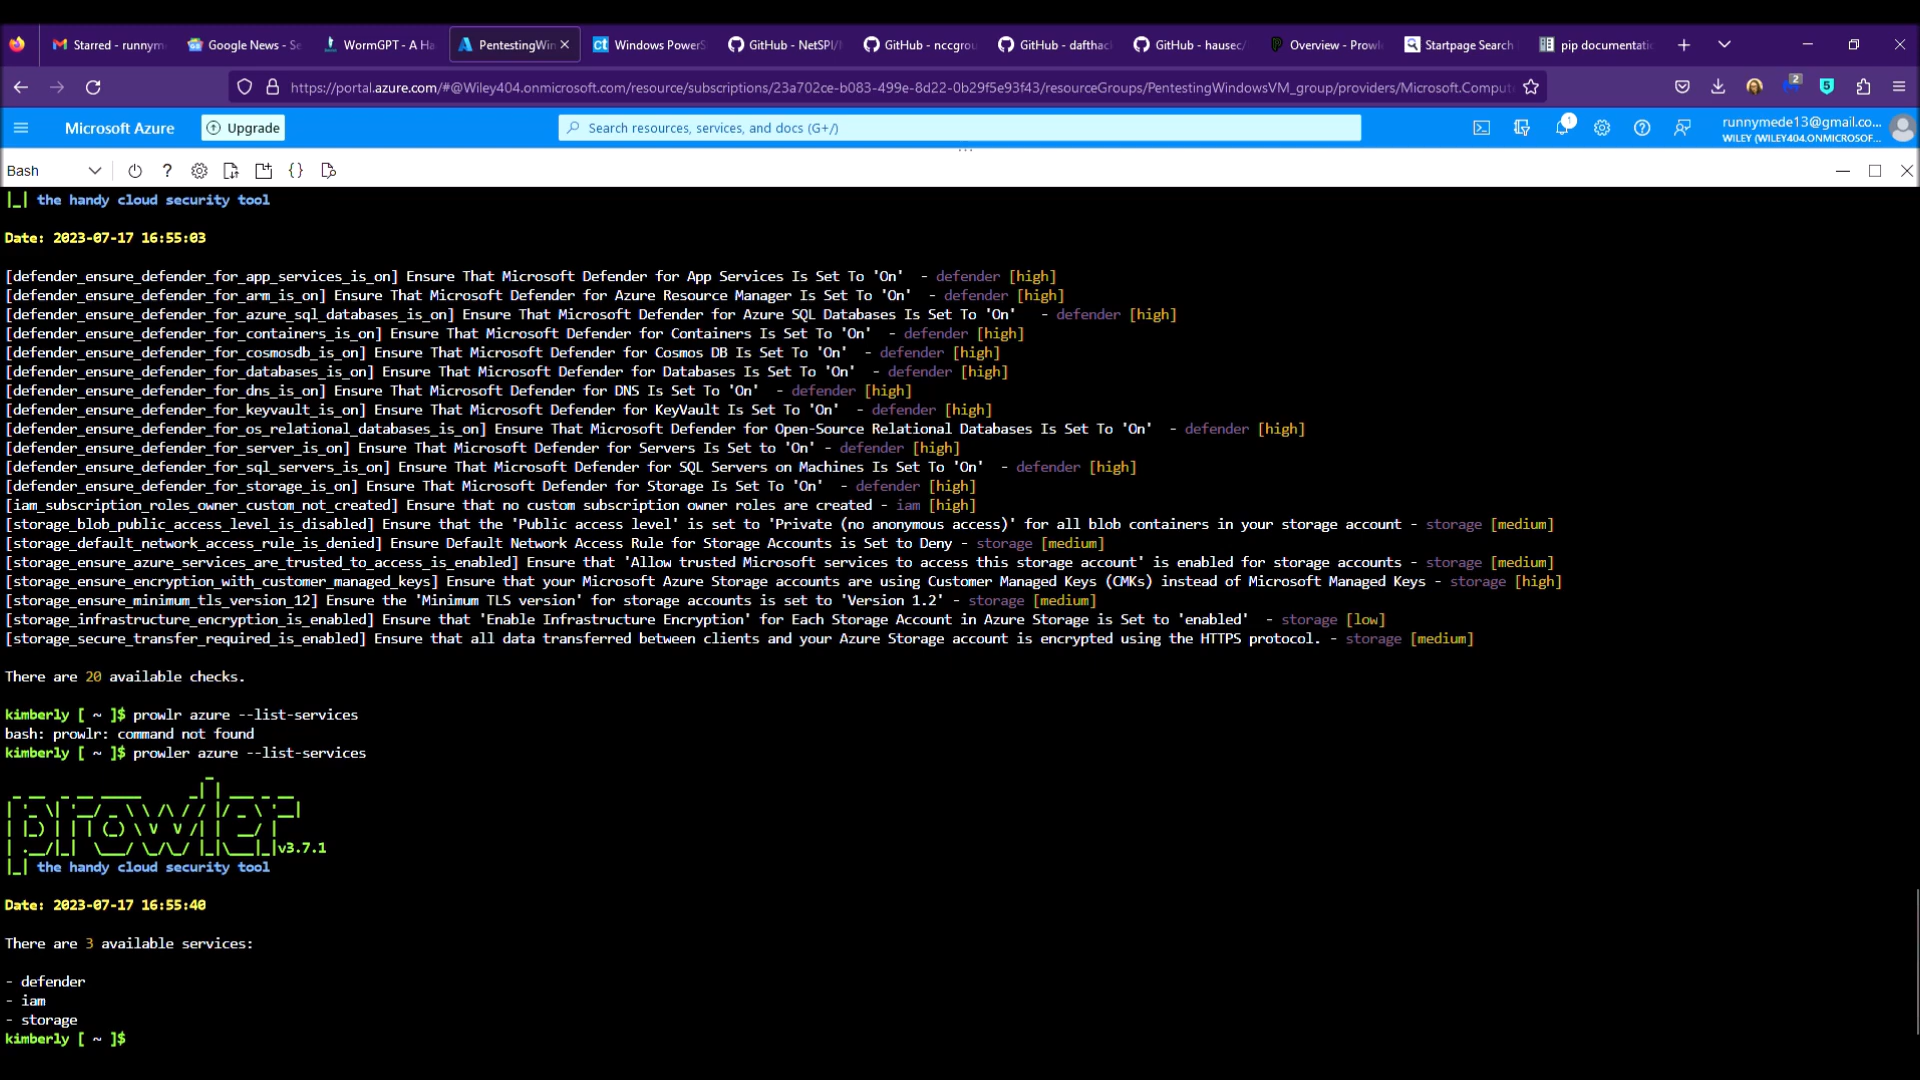 Starred - runnym
Google News - Se
WormGPT - A Ha
PentestingWin
Windows PowerS
GitHub - NetSPI/
GitHub - nccgrou
GitHub - dafthac
GitHub - hausec/
Overview - Prowl
Startpage Search
pip documentati
https://portal.azure.com/#@Wiley404.onmicrosoft.com/resource/subscriptions/23a702ce-b083-499e-8d22-0b29f5e93f43/resourceGroups/PentestingWindowsVM_group/providers/Microsoft.Comput
2
5
Microsoft Azure
Upgrade
Search resources, services, and docs (G+/)
1
runnymede13@gmail.co...
WILEY (WILEY404.ONMICROSOF...
Bash
|_| the handy cloud security tool
Date: 2023-07-17 16:55:03
[defender_ensure_defender_for_app_services_is_on] Ensure That Microsoft Defender for App Services Is Set To 'On'  - defender [high]
[defender_ensure_defender_for_arm_is_on] Ensure That Microsoft Defender for Azure Resource Manager Is Set To 'On'  - defender [high]
[defender_ensure_defender_for_azure_sql_databases_is_on] Ensure That Microsoft Defender for Azure SQL Databases Is Set To 'On'   - defender [high]
[defender_ensure_defender_for_containers_is_on] Ensure That Microsoft Defender for Containers Is Set To 'On'  - defender [high]
[defender_ensure_defender_for_cosmosdb_is_on] Ensure That Microsoft Defender for Cosmos DB Is Set To 'On'  - defender [high]
[defender_ensure_defender_for_databases_is_on] Ensure That Microsoft Defender for Databases Is Set To 'On'  - defender [high]
[defender_ensure_defender_for_dns_is_on] Ensure That Microsoft Defender for DNS Is Set To 'On'  - defender [high]
[defender_ensure_defender_for_keyvault_is_on] Ensure That Microsoft Defender for KeyVault Is Set To 'On'  - defender [high]
[defender_ensure_defender_for_os_relational_databases_is_on] Ensure That Microsoft Defender for Open-Source Relational Databases Is Set To 'On'  - defender [high]
[defender_ensure_defender_for_server_is_on] Ensure That Microsoft Defender for Servers Is Set to 'On' - defender [high]
[defender_ensure_defender_for_sql_servers_is_on] Ensure That Microsoft Defender for SQL Servers on Machines Is Set To 'On'  - defender [high]
[defender_ensure_defender_for_storage_is_on] Ensure That Microsoft Defender for Storage Is Set To 'On'  - defender [high]
[iam_subscription_roles_owner_custom_not_created] Ensure that no custom subscription owner roles are created - iam [high]
[storage_blob_public_access_level_is_disabled] Ensure that the 'Public access level' is set to 'Private (no anonymous access)' for all blob containers in your storage account - storage [medium]
[storage_default_network_access_rule_is_denied] Ensure Default Network Access Rule for Storage Accounts is Set to Deny - storage [medium]
[storage_ensure_azure_services_are_trusted_to_access_is_enabled] Ensure that 'Allow trusted Microsoft services to access this storage account' is enabled for storage accounts - storage [medium]
[storage_ensure_encryption_with_customer_managed_keys] Ensure that your Microsoft Azure Storage accounts are using Customer Managed Keys (CMKs) instead of Microsoft Managed Keys - storage [high]
[storage_ensure_minimum_tls_version_12] Ensure the 'Minimum TLS version' for storage accounts is set to 'Version 1.2' - storage [medium]
[storage_infrastructure_encryption_is_enabled] Ensure that 'Enable Infrastructure Encryption' for Each Storage Account in Azure Storage is Set to 'enabled'  - storage [low]
[storage_secure_transfer_required_is_enabled] Ensure that all data transferred between clients and your Azure Storage account is encrypted using the HTTPS protocol. - storage [medium]
There are 20 available checks.
kimberly [ ~ ]$ prowlr azure --list-services
bash: prowlr: command not found
kimberly [ ~ ]$ prowler azure --list-services
prowler v3.7.1
|_| the handy cloud security tool
Date: 2023-07-17 16:55:40
There are 3 available services:
- defender
- iam
- storage
kimberly [ ~ ]$